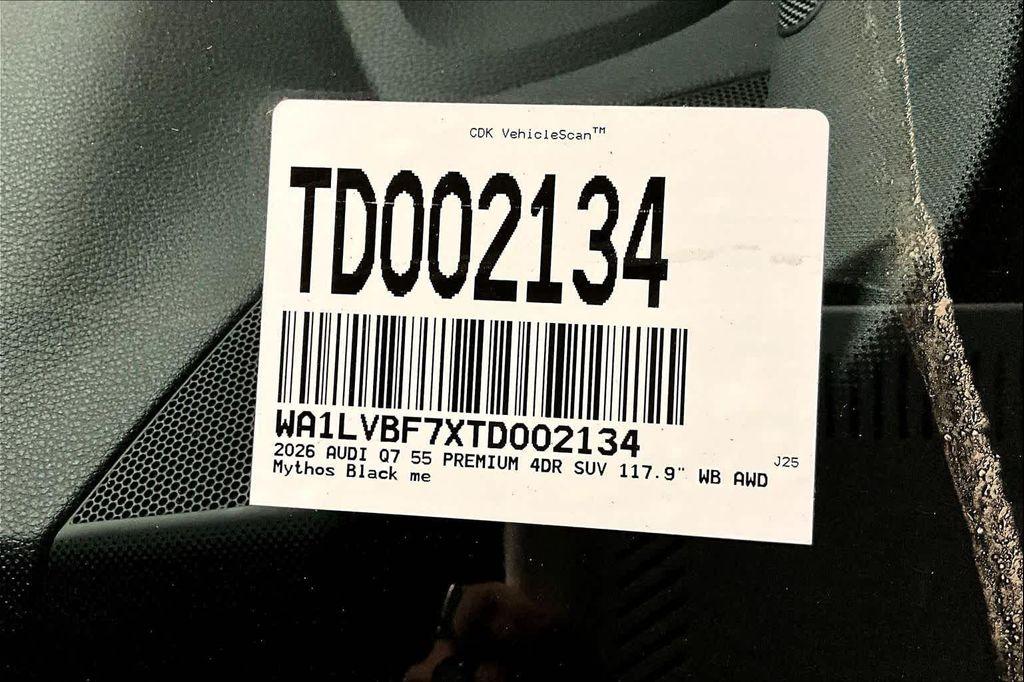 CDK VehicleScan™
TD002134
WA1LVBF7XTD002134
2026 AUDI Q7 55 PREMIUM 4DR SUV 117.9" WB AWD
J25
Mythos Black me